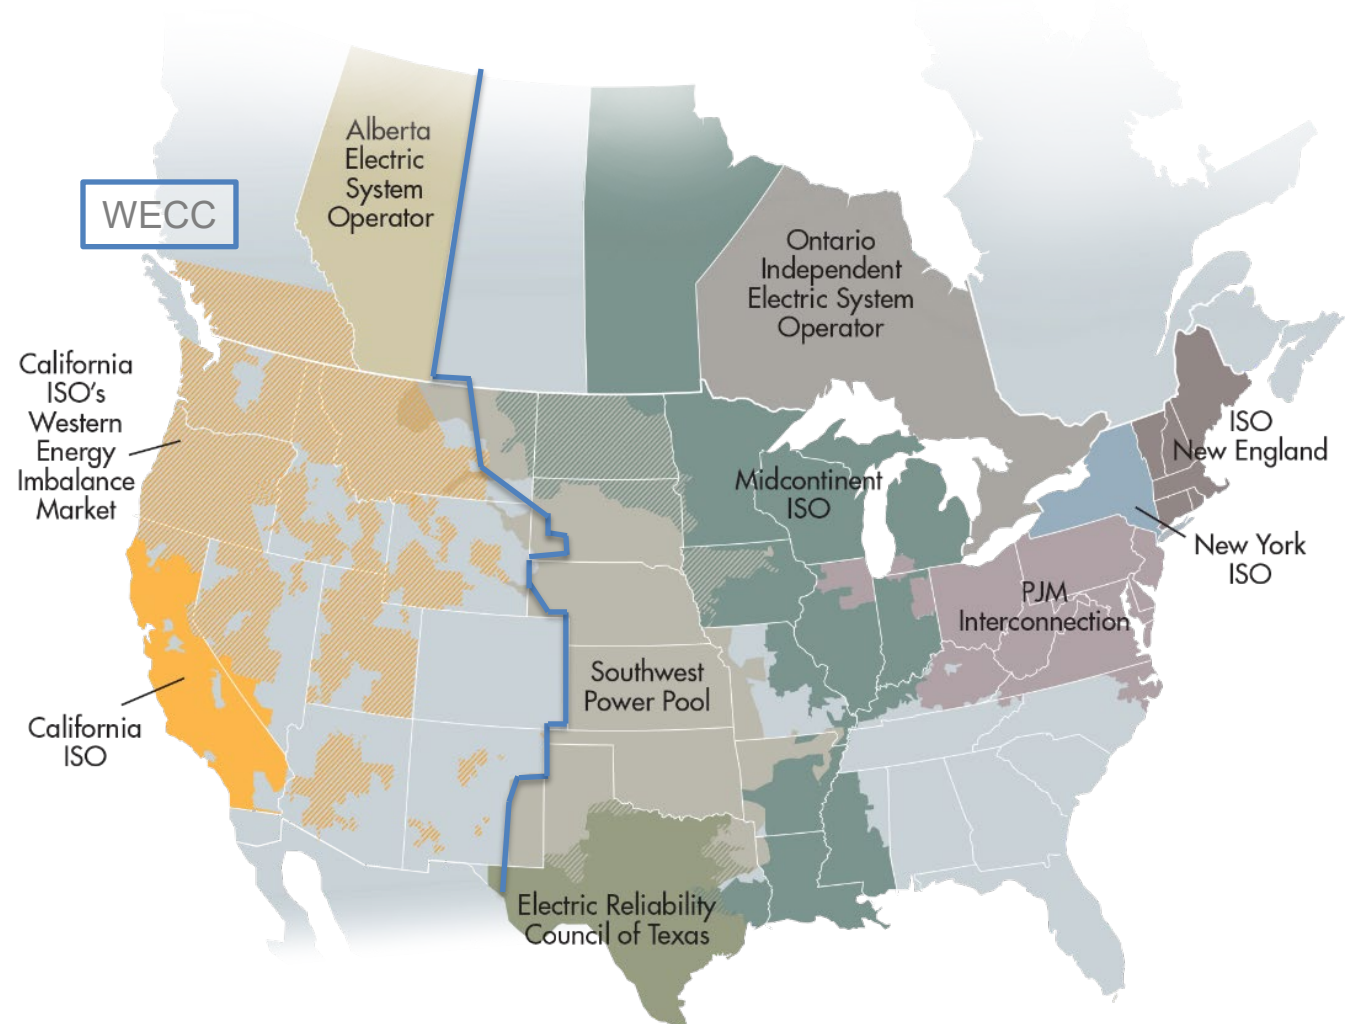 Alberta
Electric
System
Operator
WECC
Ontario
Independent
Electric System
Operator
California
ISO's
Western
Energy
Imbalance
Market
ISO
New England
Midcontinent
ISO
New York
ISO
PJM
Interconnection
Southwest
Power Pool
California
ISO
Electric Reliability
Council of Texas